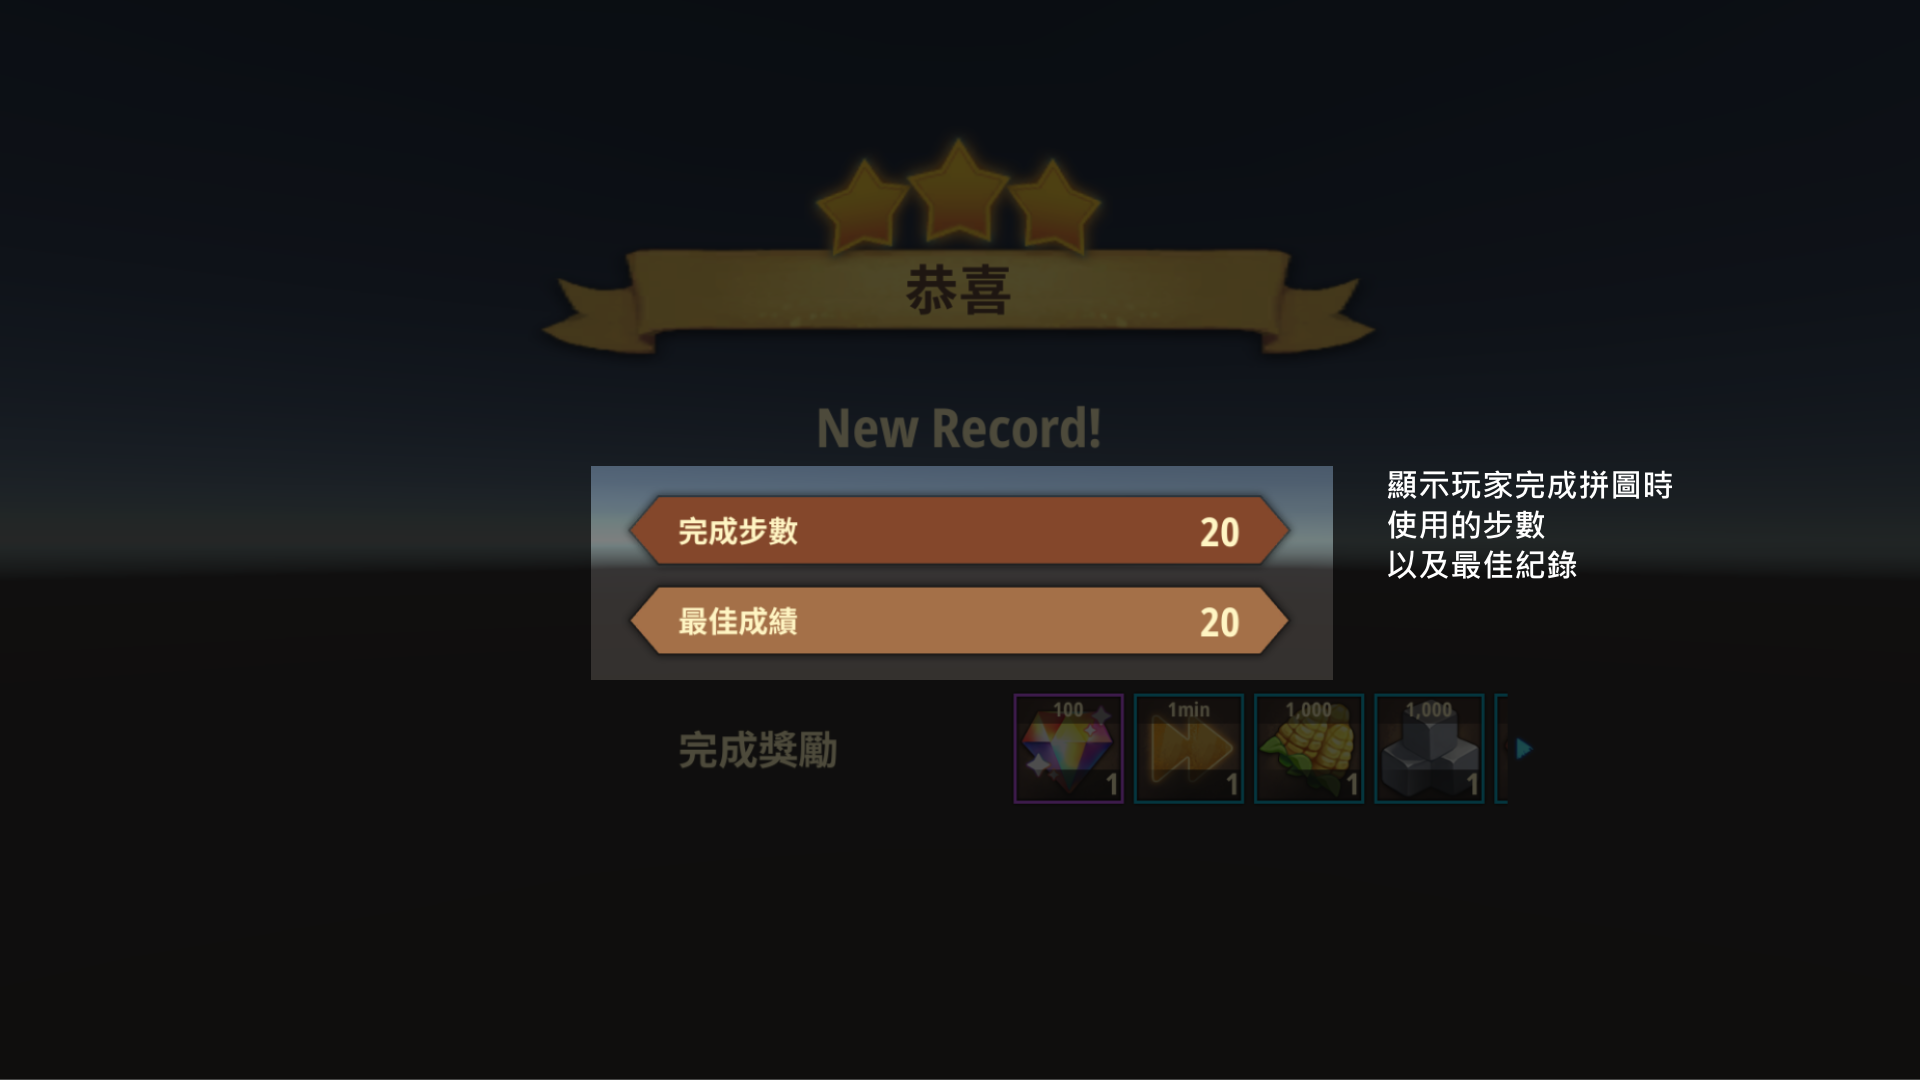 恭喜
New Record!
完成步數 20
最佳成績 20
顯示玩家完成拼圖時
使用的步數
以及最佳紀錄
完成獎勵
100 1min 1,000 1,000
1 1 1 1